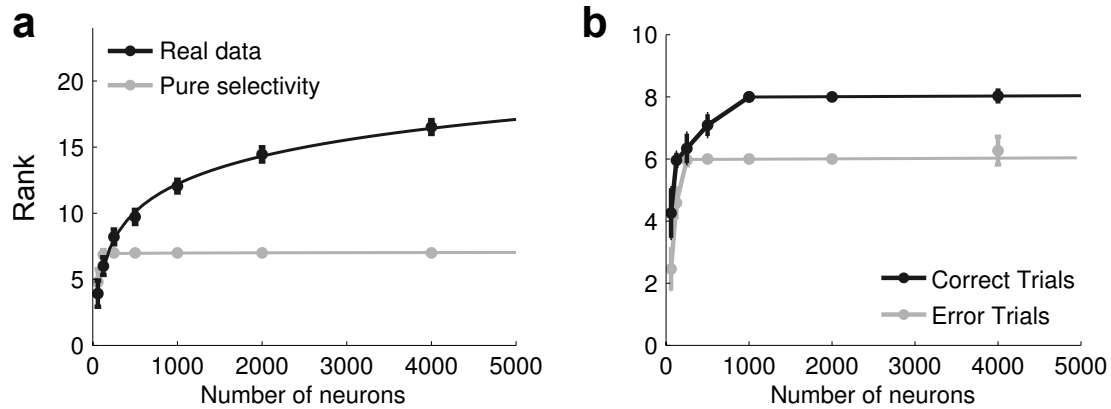 a
Real data
Pure selectivity
20
15
10
5
0
Rank
0 1000 2000 3000 4000 5000
Number of neurons
b
10
8
6
4
2
0
Correct Trials
Error Trials
0 1000 2000 3000 4000 5000
Number of neurons